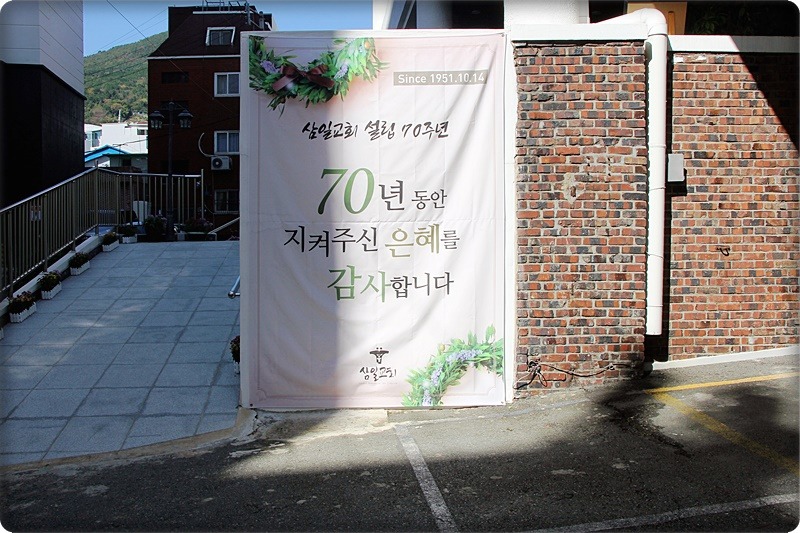 Since 1951.10.14
삼일교회 설립 70주년
70년 동안
지켜주신 은혜를
감사합니다
삼일교회